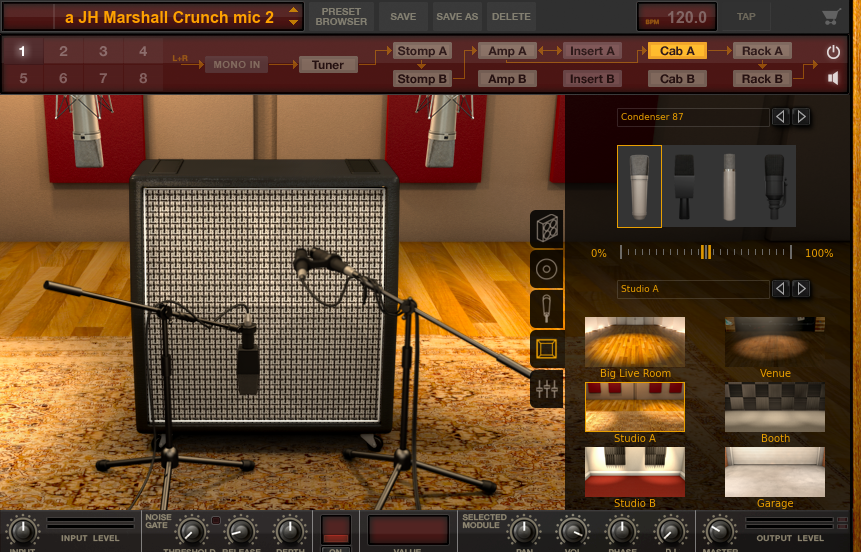 a JH Marshall Crunch mic 2
PRESET BROWSER
SAVE
SAVE AS
DELETE
BPM 120.0
TAP
1 2 3 4
5 6 7 8
L+R
MONO IN
Tuner
Stomp A
Amp A
Insert A
Cab A
Rack A
Stomp B
Amp B
Insert B
Cab B
Rack B
Condenser 87
0%
100%
Studio A
Big Live Room
Venue
Studio A
Booth
Studio B
Garage
NOISE GATE
INPUT LEVEL
SELECTED MODULE
OUTPUT LEVEL
INPUT
THRESHOLD
RELEASE
DEPTH
ON
VALUE
PAN
VOL
PHASE
MASTER